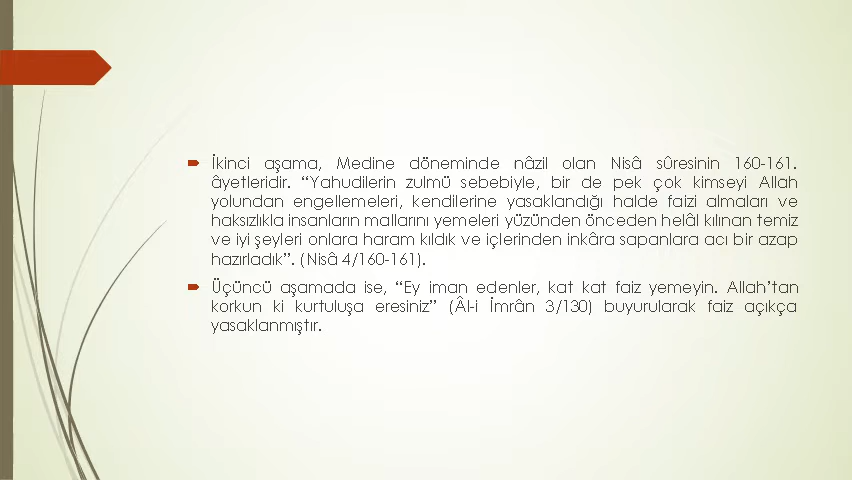 İkinci aşama, Medine döneminde nâzil olan Nisâ sûresinin 160-161.
âyetleridir. “Yahudilerin zulmü sebebiyle, bir de pek çok kimseyi Allah
yolundan engellemeleri, kendilerine yasaklandığı halde faizi almaları ve
haksızlıkla insanların mallarını yemeleri yüzünden önceden helâl kılınan temiz
ve iyi şeyleri onlara haram kıldık ve içlerinden inkâra sapanlara acı bir azap
hazırladık”. (Nisâ 4/160-161).
Üçüncü aşamada ise, “Ey iman edenler, kat kat faiz yemeyin. Allah’tan
korkun ki kurtuluşa eresiniz” (Âl-i İmrân 3/130) buyurularak faiz açıkça
yasaklanmıştır.